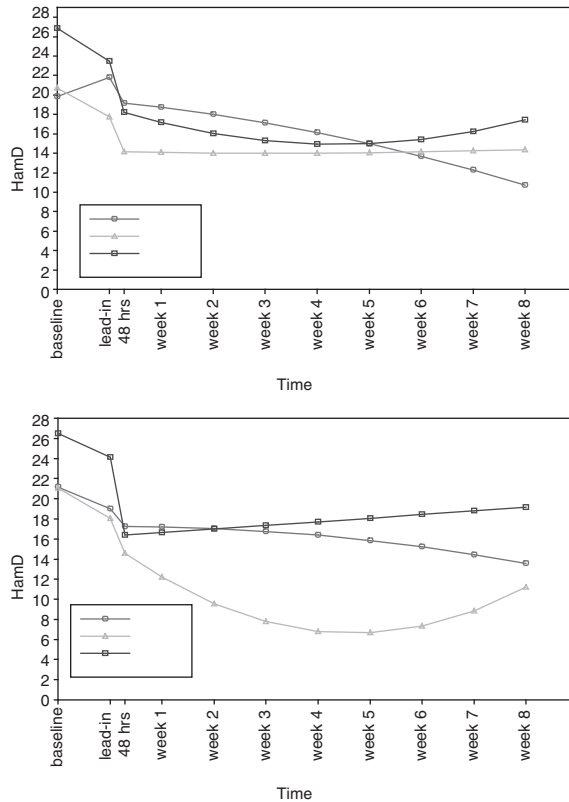 28
26
24
22
20
18
16
14
12
10
8
6
4
2
0
HamD
baseline
lead-in
48 hrs
week 1
week 2
week 3
week 4
week 5
week 6
week 7
week 8
Time
28
26
24
22
20
18
16
14
12
10
8
6
4
2
0
HamD
baseline
lead-in
48 hrs
week 1
week 2
week 3
week 4
week 5
week 6
week 7
week 8
Time